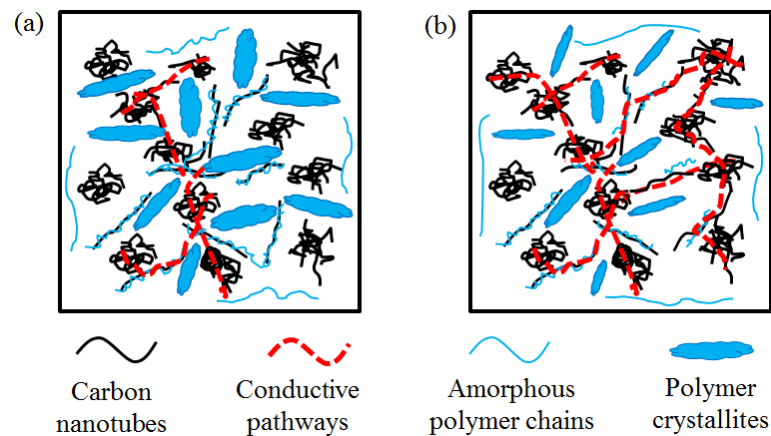 (a)
(b)
Carbon
nanotubes
Conductive
pathways
Amorphous
polymer chains
Polymer
crystallites